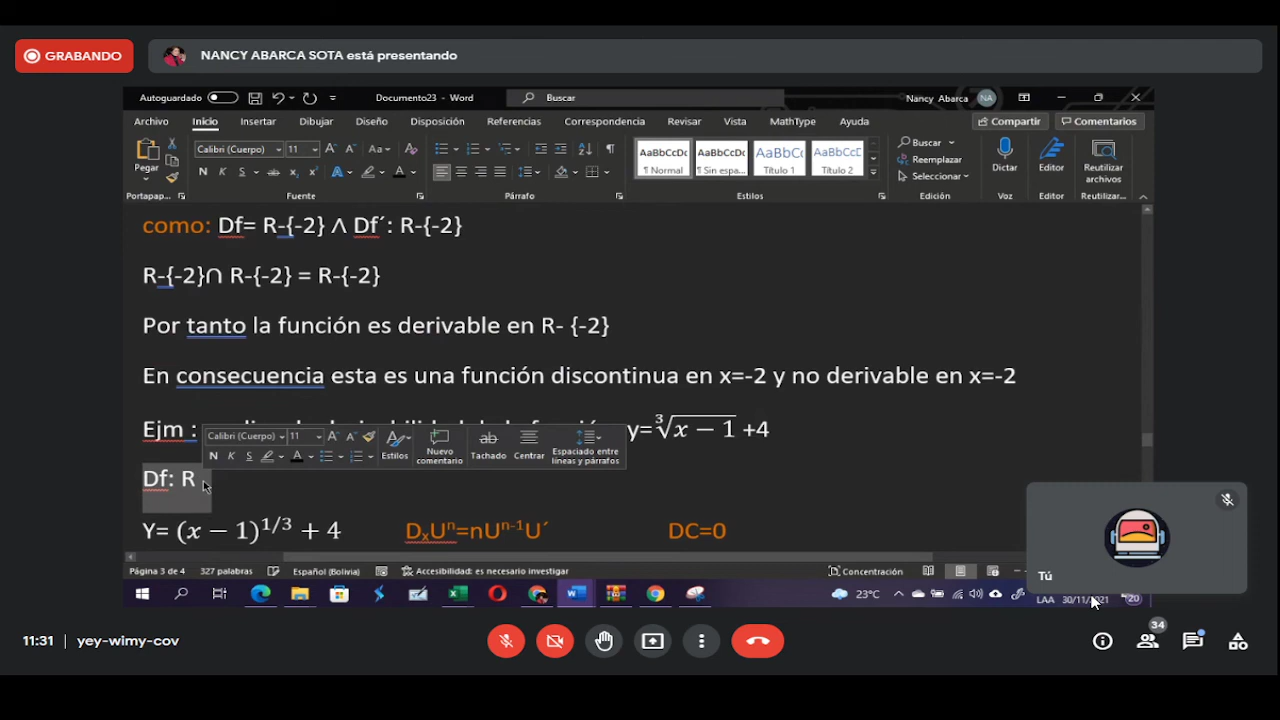 GRABANDO
NANCY ABARCA SOTA está presentando
Autoguardado
Documento23 - Word
Buscar
Nancy Abarca
NA
Archivo Inicio Insertar Dibujar Diseño Disposición Referencias Correspondencia Revisar Vista MathType Ayuda
Compartir
Comentarios
Pegar
Calibri (Cuerpo) 11
N K S
AaBbCcDc AaBbCcDc AaBbCc AaBbCcE
¶ Normal ¶ Sin espa... Título 1 Título 2
Buscar
Reemplazar
Seleccionar
Dictar
Editor
Reutilizar archivos
Portapap... Fuente Párrafo Estilos Edición Voz Editor Reutilizar...
como: Df= R-{-2} Λ Df´: R-{-2}
R-{-2}∩ R-{-2} = R-{-2}
Por tanto la función es derivable en R- {-2}
En consecuencia esta es una función discontinua en x=-2 y no derivable en x=-2
Ejm : y=∛(x − 1) +4
Calibri (Cuerpo) 11
N K S
Estilos
Nuevo comentario
Tachado
Centrar
Espaciado entre líneas y párrafos
Df: R
Y= (x − 1)^1/3 + 4 DₓUⁿ=nUⁿ⁻¹U´ DC=0
Página 3 de 4 327 palabras Español (Bolivia) Accesibilidad: es necesario investigar Concentración
23°C
LAA 30/11/2021 20
Tú
11:31 | yey-wimy-cov
34